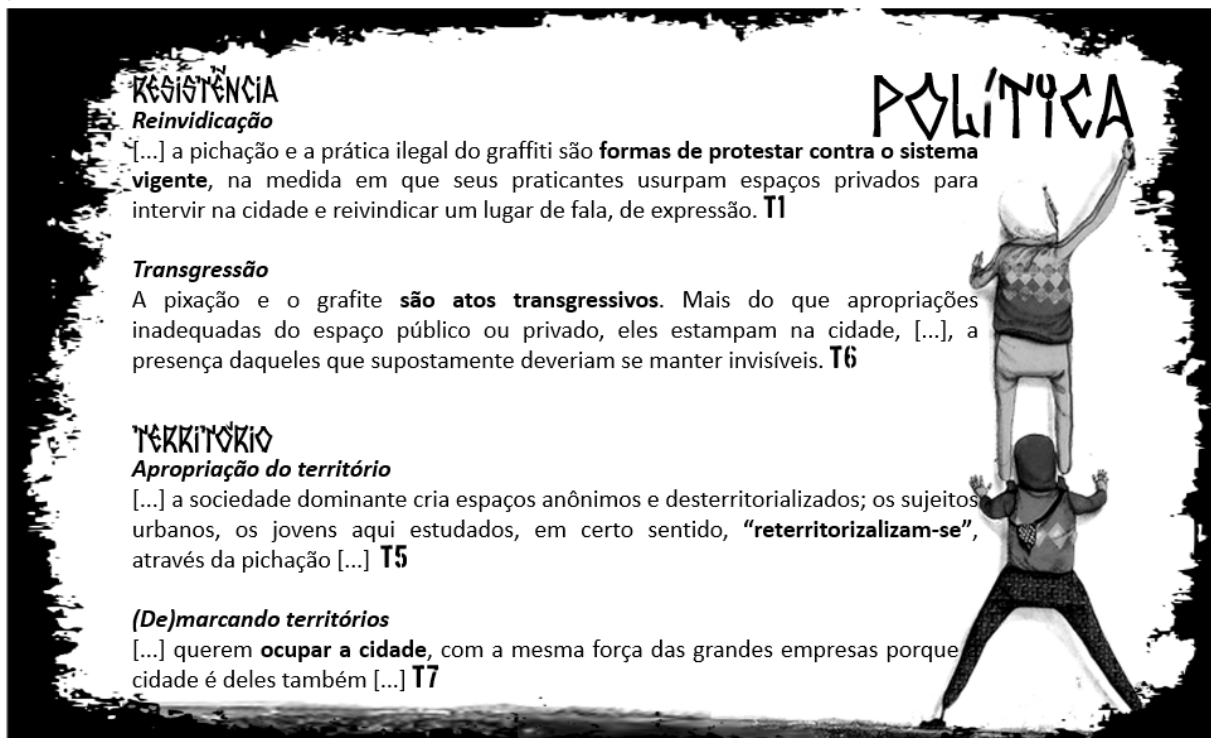 POLÍTICA
RESISTÊNCIA
Reinvidicação
[...] a pichação e a prática ilegal do graffiti são formas de protestar contra o sistema
vigente, na medida em que seus praticantes usurpam espaços privados para
intervir na cidade e reivindicar um lugar de fala, de expressão. T1
Transgressão
A pixação e o grafite são atos transgressivos. Mais do que apropriações
inadequadas do espaço público ou privado, eles estampam na cidade, [...], a
presença daqueles que supostamente deveriam se manter invisíveis. T6
TERRITÓRIO
Apropriação do território
[...] a sociedade dominante cria espaços anônimos e desterritorializados; os sujeitos
urbanos, os jovens aqui estudados, em certo sentido, “reterritorizalizam-se”,
através da pichação [...] T5
(De)marcando territórios
[...] querem ocupar a cidade, com a mesma força das grandes empresas porque a
cidade é deles também [...] T7